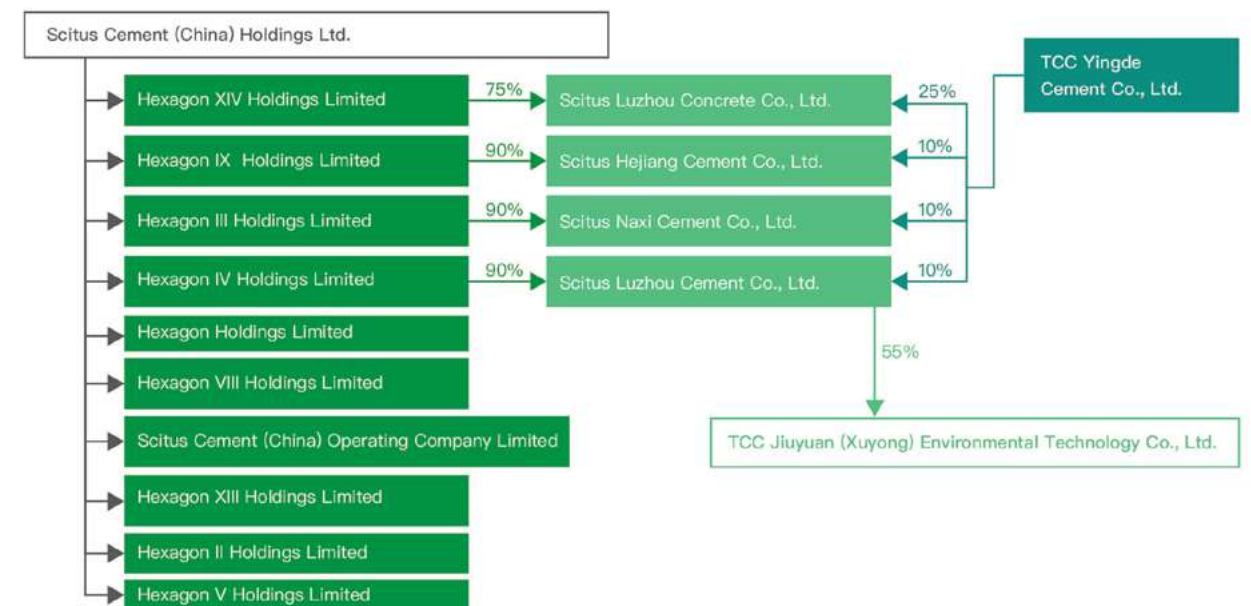 Scitus Cement (China) Holdings Ltd.
TCC Yingde
Cement Co., Ltd.
Hexagon XIV Holdings Limited
75%
Scitus Luzhou Concrete Co., Ltd.
25%
Hexagon IX Holdings Limited
90%
Scitus Hejiang Cement Co., Ltd.
10%
Hexagon III Holdings Limited
90%
Scitus Naxi Cement Co., Ltd.
10%
Hexagon IV Holdings Limited
90%
Scitus Luzhou Cement Co., Ltd.
10%
Hexagon Holdings Limited
55%
Hexagon VIII Holdings Limited
Scitus Cement (China) Operating Company Limited
TCC Jiuyuan (Xuyong) Environmental Technology Co., Ltd.
Hexagon XIII Holdings Limited
Hexagon II Holdings Limited
Hexagon V Holdings Limited